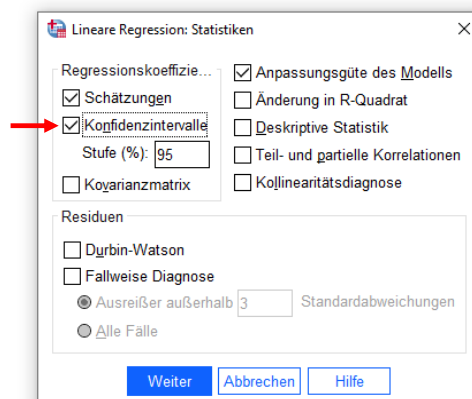 Lineare Regression: Statistiken
Regressionskoeffizie...
Schätzungen
Konfidenzintervalle
Stufe (%): 95
Kovarianzmatrix
Anpassungsgüte des Modells
Änderung in R-Quadrat
Deskriptive Statistik
Teil- und partielle Korrelationen
Kollinearitätsdiagnose
Residuen
Durbin-Watson
Fallweise Diagnose
Ausreißer außerhalb 3 Standardabweichungen
Alle Fälle
Weiter Abbrechen Hilfe